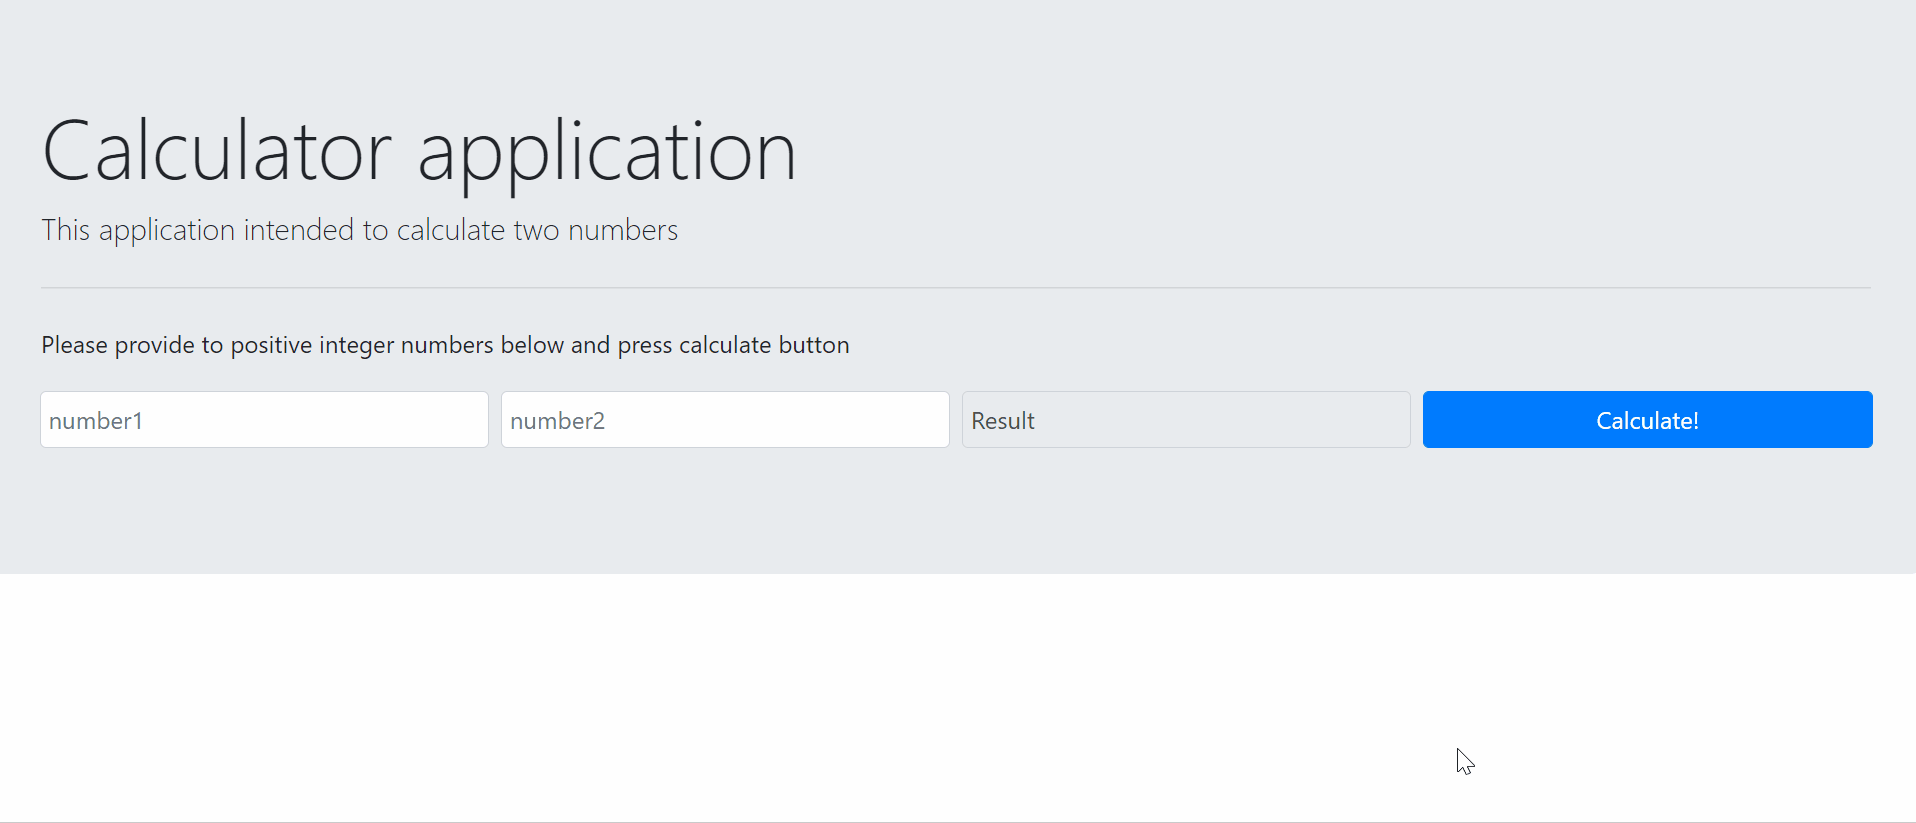 Calculator application
This application intended to calculate two numbers
Please provide to positive integer numbers below and press calculate button
number1 number2 Result Calculate!